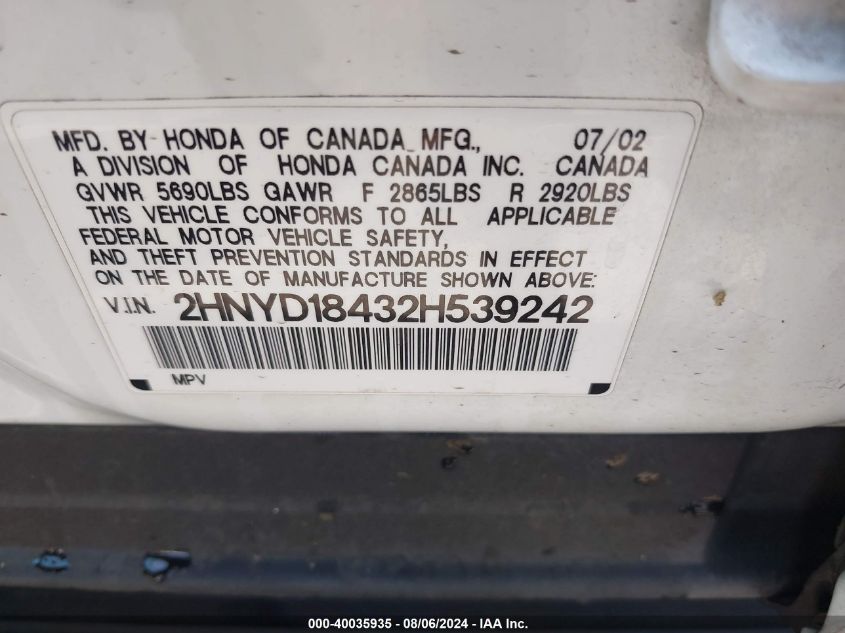 MFD. BY HONDA OF CANADA MFG., 07/02
A DIVISION OF HONDA CANADA INC. CANADA
GVWR 5690LBS GAWR F 2865LBS R 2920LBS
THIS VEHICLE CONFORMS TO ALL APPLICABLE
FEDERAL MOTOR VEHICLE SAFETY,
AND THEFT PREVENTION STANDARDS IN EFFECT
ON THE DATE OF MANUFACTURE SHOWN ABOVE:
V.I.N. 2HNYD18432H539242
MPV
000-40035935 - 08/06/2024 - IAA Inc.